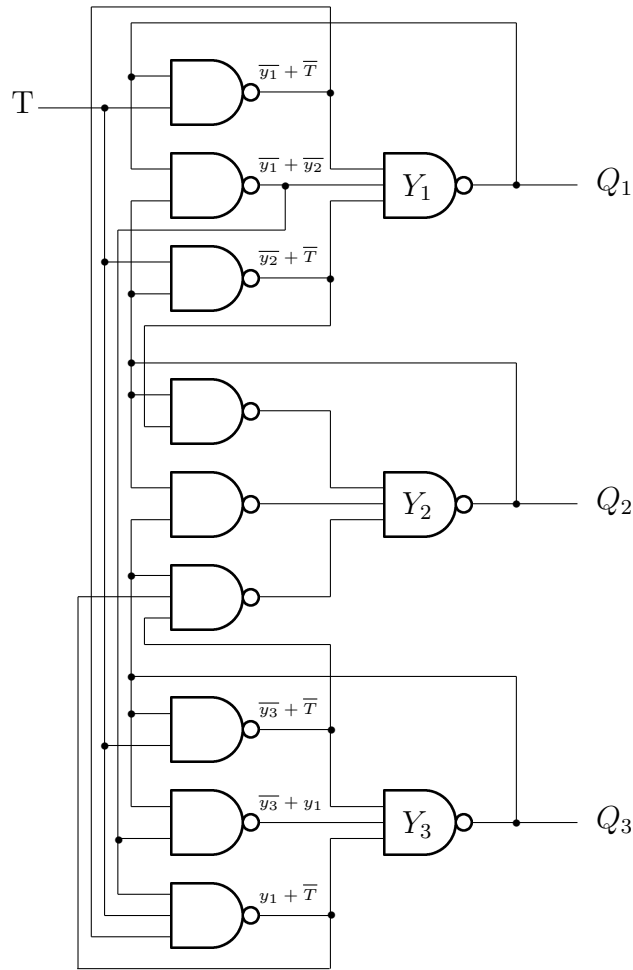 $\overline{y_1} + \overline{T}$
T
$\overline{y_1} + \overline{y_2}$
$Y_1$
$Q_1$
$\overline{y_2} + \overline{T}$
$Y_2$
$Q_2$
$\overline{y_3} + \overline{T}$
$\overline{y_3} + y_1$
$Y_3$
$Q_3$
$y_1 + \overline{T}$